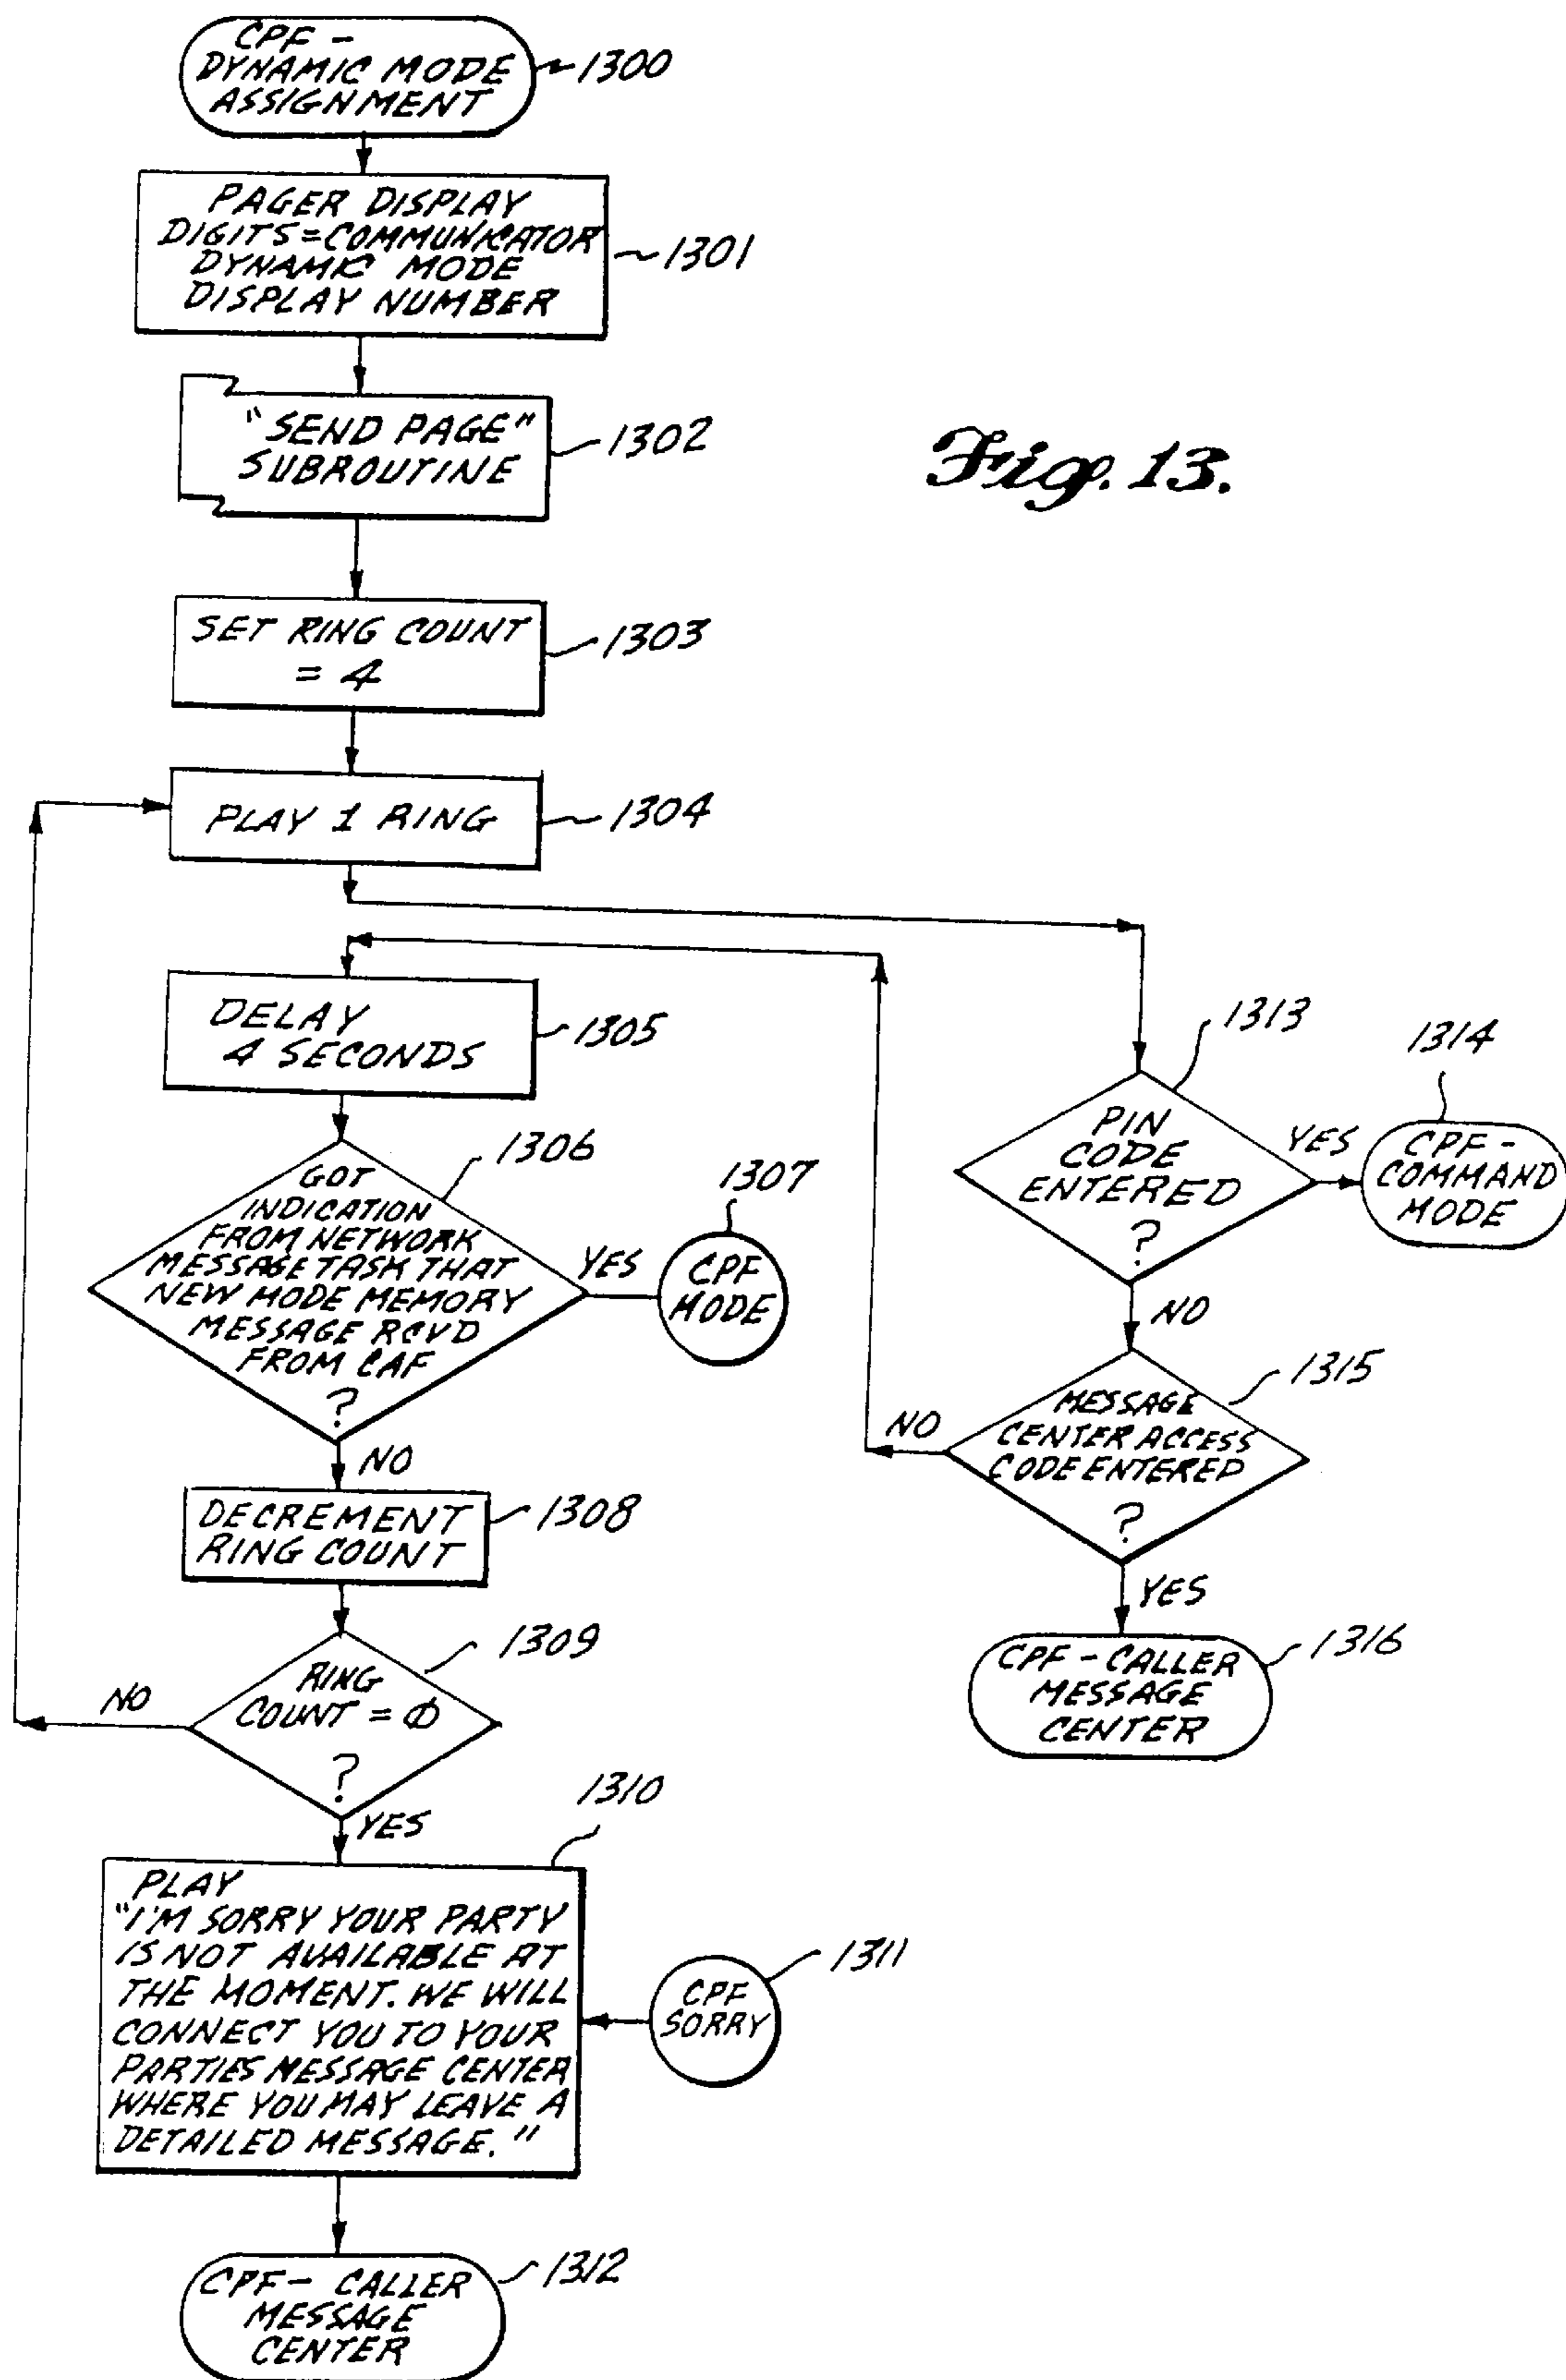 CPF -
DYNAMIC MODE
ASSIGNMENT
1300
PAGER DISPLAY
DIGITS=COMMUNICATOR
DYNAMIC MODE
DISPLAY NUMBER
1301
"SEND PAGE"
SUBROUTINE
1302
Fig. 13.
SET RING COUNT
= 4
1303
PLAY 1 RING
1304
DELAY
4 SECONDS
1305
GOT
INDICATION
FROM NETWORK
MESSAGE TASK THAT
NEW MODE MEMORY
MESSAGE RCVD
FROM CAF
?
1306
YES
CPF
MODE
1307
NO
DECREMENT
RING COUNT
1308
RING
COUNT = Ø
?
1309
NO
YES
PLAY
"I'M SORRY YOUR PARTY
IS NOT AVAILABLE AT
THE MOMENT. WE WILL
CONNECT YOU TO YOUR
PARTIES MESSAGE CENTER
WHERE YOU MAY LEAVE A
DETAILED MESSAGE."
1310
CPF
SORRY
1311
CPF - CALLER
MESSAGE
CENTER
1312
PIN
CODE
ENTERED
?
1313
YES
CPF -
COMMAND
MODE
1314
NO
MESSAGE
CENTER ACCESS
CODE ENTERED
?
1315
NO
YES
CPF - CALLER
MESSAGE
CENTER
1316